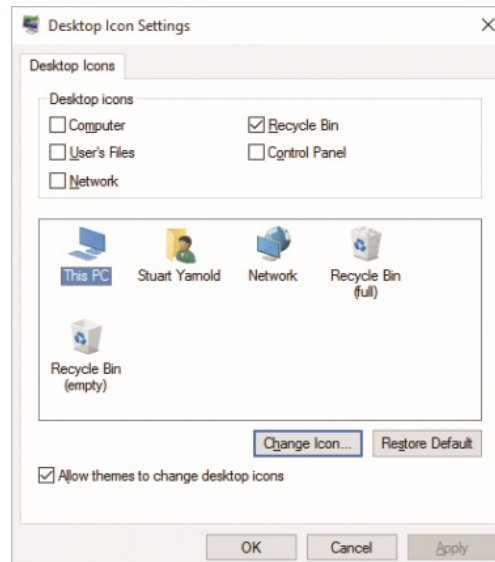 Desktop Icon Settings
Desktop Icons
Desktop icons
Computer
Recycle Bin
User's Files
Control Panel
Network
This PC
Stuart Yarnold
Network
Recycle Bin
(full)
Recycle Bin
(empty)
Change Icon...
Restore Default
Allow themes to change desktop icons
OK
Cancel
Apply